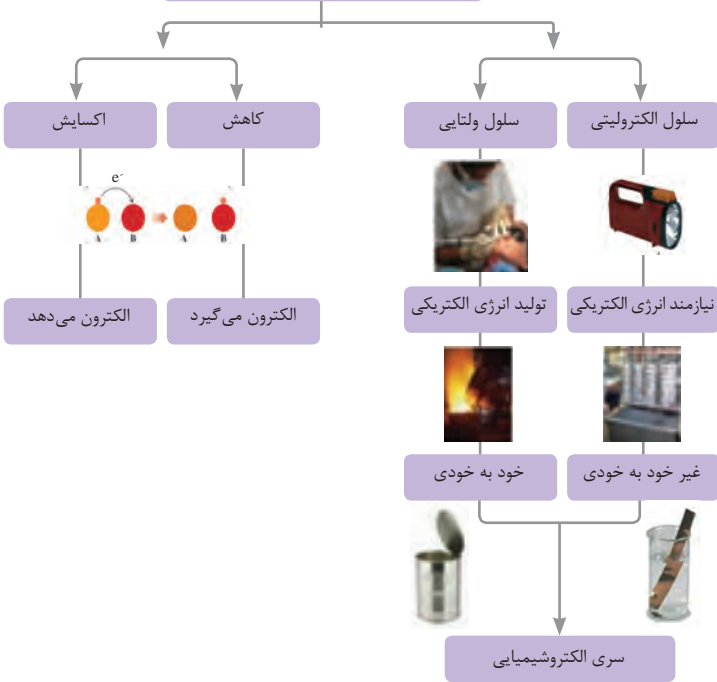 سلول الکترولیتی
سلول ولتایی
کاهش
اکسایش
e-
A B A B
نیازمند انرژی الکتریکی
تولید انرژی الکتریکی
الکترون می‌گیرد
الکترون می‌دهد
غیر خود به خودی
خود به خودی
سری الکتروشیمیایی